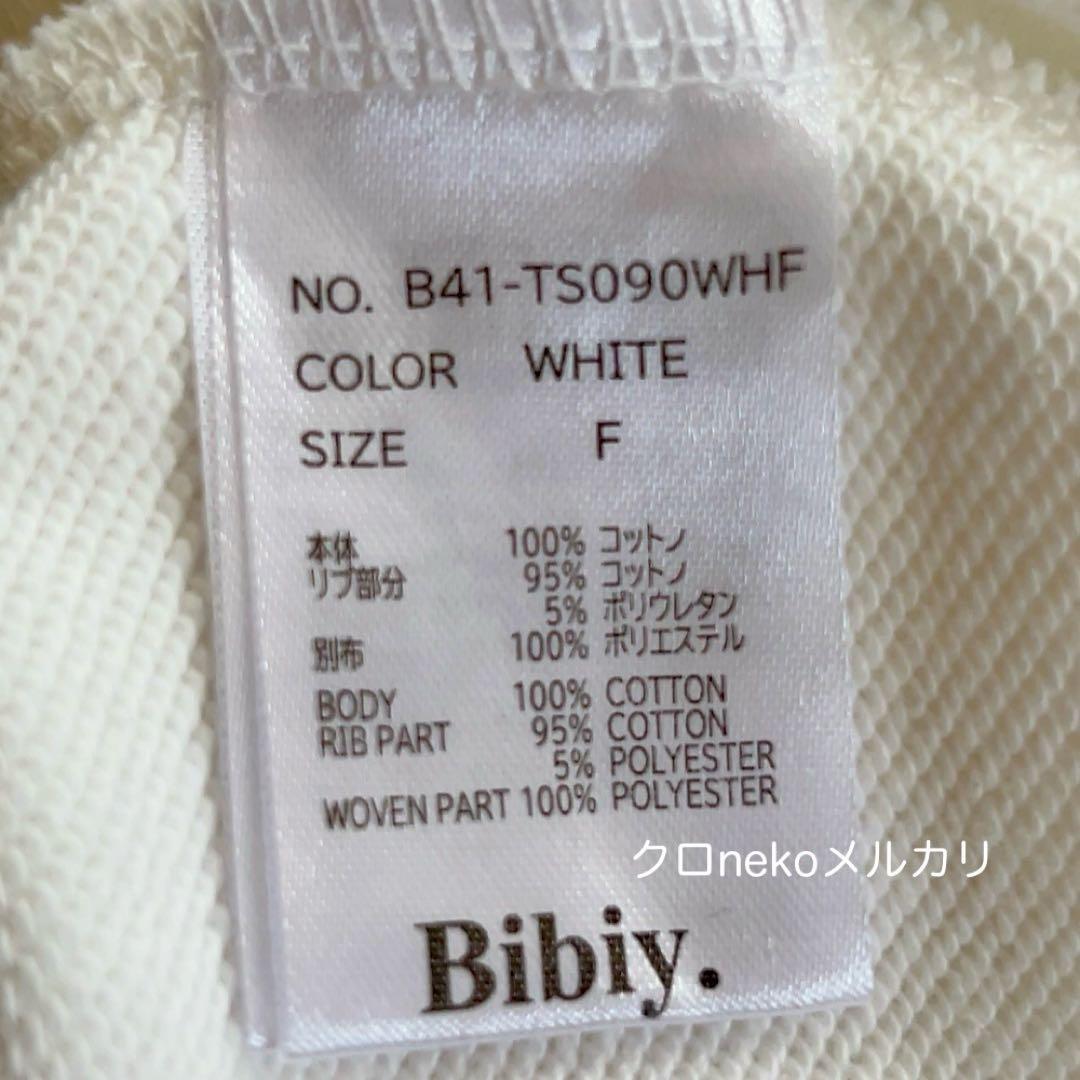 NO. B41-TS090WHF
COLOR WHITE
SIZE F
本体 100% コットノ
リブ部分 95% コットノ
5% ポリウレタン
別布 100% ポリエステル
BODY 100% COTTON
RIB PART 95% COTTON
5% POLYESTER
WOVEN PART 100% POLYESTER
クロnekoメルカリ
Bibiy.